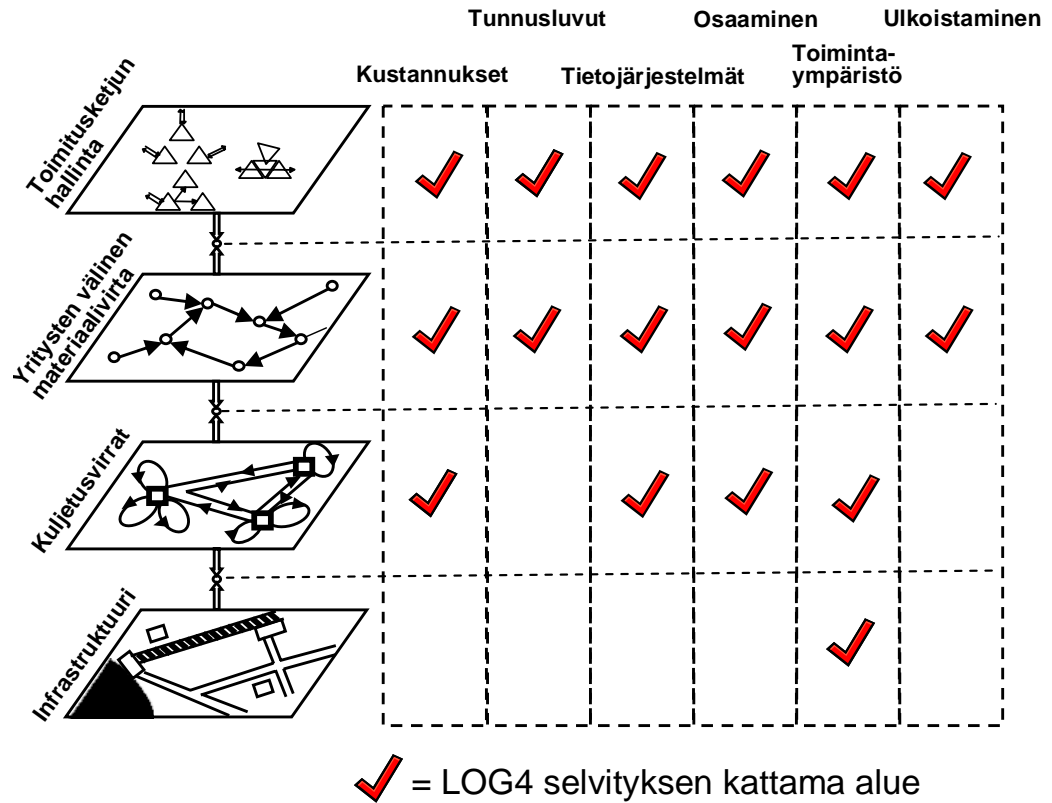 Tunnusluvut
Osaaminen
Ulkoistaminen
Kustannukset
Tietojärjestelmät
Toiminta-
ympäristö
Toimitusketjun
hallinta
Yritysten välinen
materiaalivirta
Kuljetusvirrat
Infrastruktuuri
= LOG4 selvityksen kattama alue